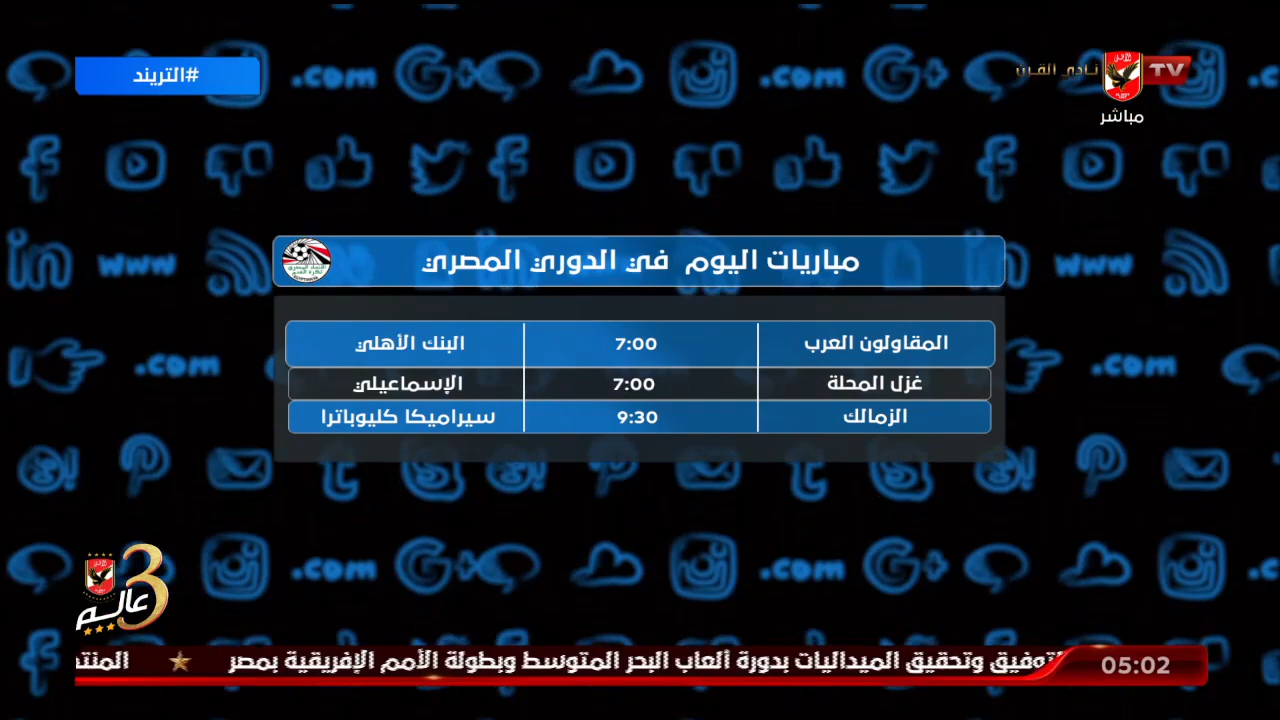 #التريند
نادي القرن
TV
مباشر
مباريات اليوم في الدوري المصري
المقاولون العرب 7:00 البنك الأهلي
غزل المحلة 7:00 الإسماعيلي
الزمالك 9:30 سيراميكا كليوباترا
3 عالم
05:02
وتحقيق الميداليات بدورة ألعاب البحر المتوسط وبطولة الأمم الإفريقية بمصر